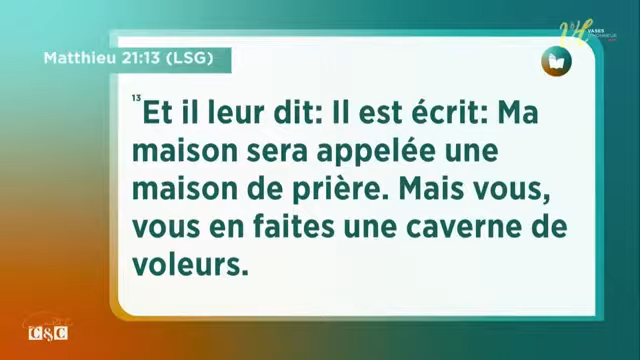 Matthieu 21:13 (LSG)
VASES
13 Et il leur dit: Il est écrit: Ma
maison sera appelée une
maison de prière. Mais vous,
vous en faites une caverne de
voleurs.
C&C